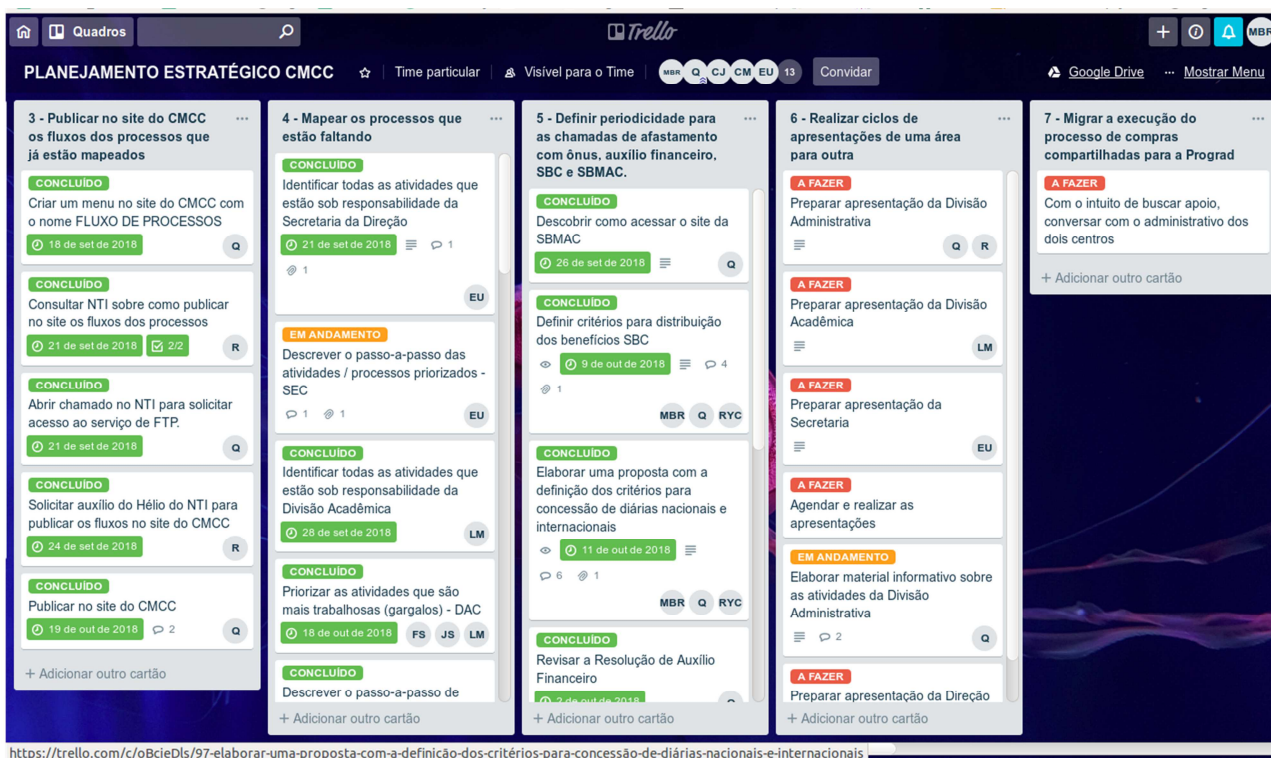 Quadros
Trello
MBR
PLANEJAMENTO ESTRATÉGICO CMCC
Time particular
Visível para o Time
MBR Q CJ CM EU 13
Convidar
Google Drive
... Mostrar Menu
3 - Publicar no site do CMCC
os fluxos dos processos que
já estão mapeados
CONCLUÍDO
Criar um menu no site do CMCC com
o nome FLUXO DE PROCESSOS
18 de set de 2018
Q
CONCLUÍDO
Consultar NTI sobre como publicar
no site os fluxos dos processos
21 de set de 2018 2/2
R
CONCLUÍDO
Abrir chamado no NTI para solicitar
acesso ao serviço de FTP.
21 de set de 2018
Q
CONCLUÍDO
Solicitar auxílio do Hélio do NTI para
publicar os fluxos no site do CMCC
24 de set de 2018
R
CONCLUÍDO
Publicar no site do CMCC
19 de out de 2018 2
Q
+ Adicionar outro cartão
4 - Mapear os processos que
estão faltando
CONCLUÍDO
Identificar todas as atividades que
estão sob responsabilidade da
Secretaria da Direção
21 de set de 2018 1
1
EU
EM ANDAMENTO
Descrever o passo-a-passo das
atividades / processos priorizados -
SEC
1 1
EU
CONCLUÍDO
Identificar todas as atividades que
estão sob responsabilidade da
Divisão Acadêmica
28 de set de 2018
LM
CONCLUÍDO
Priorizar as atividades que são
mais trabalhosas (gargalos) - DAC
18 de out de 2018
FS JS LM
CONCLUÍDO
Descrever o passo-a-passo de
+ Adicionar outro cartão
5 - Definir periodicidade para
as chamadas de afastamento
com ônus, auxílio financeiro,
SBC e SBMAC.
CONCLUÍDO
Descobrir como acessar o site da
SBMAC
26 de set de 2018
Q
CONCLUÍDO
Definir critérios para distribuição
dos benefícios SBC
9 de out de 2018 4
1
MBR Q RYC
CONCLUÍDO
Elaborar uma proposta com a
definição dos critérios para
concessão de diárias nacionais e
internacionais
11 de out de 2018
6 1
MBR Q RYC
CONCLUÍDO
Revisar a Resolução de Auxílio
Financeiro
2 de out de 2018
Q
+ Adicionar outro cartão
6 - Realizar ciclos de
apresentações de uma área
para outra
A FAZER
Preparar apresentação da Divisão
Administrativa
Q R
A FAZER
Preparar apresentação da Divisão
Acadêmica
LM
A FAZER
Preparar apresentação da
Secretaria
EU
A FAZER
Agendar e realizar as
apresentações
EM ANDAMENTO
Elaborar material informativo sobre
as atividades da Divisão
Administrativa
2
Q
A FAZER
Preparar apresentação da Direção
+ Adicionar outro cartão
7 - Migrar a execução do
processo de compras
compartilhadas para a Prograd
A FAZER
Com o intuito de buscar apoio,
conversar com o administrativo dos
dois centros
+ Adicionar outro cartão
https://trello.com/c/oBcieDls/97-elaborar-uma-proposta-com-a-definição-dos-critérios-para-concessão-de-diárias-nacionais-e-internacionais